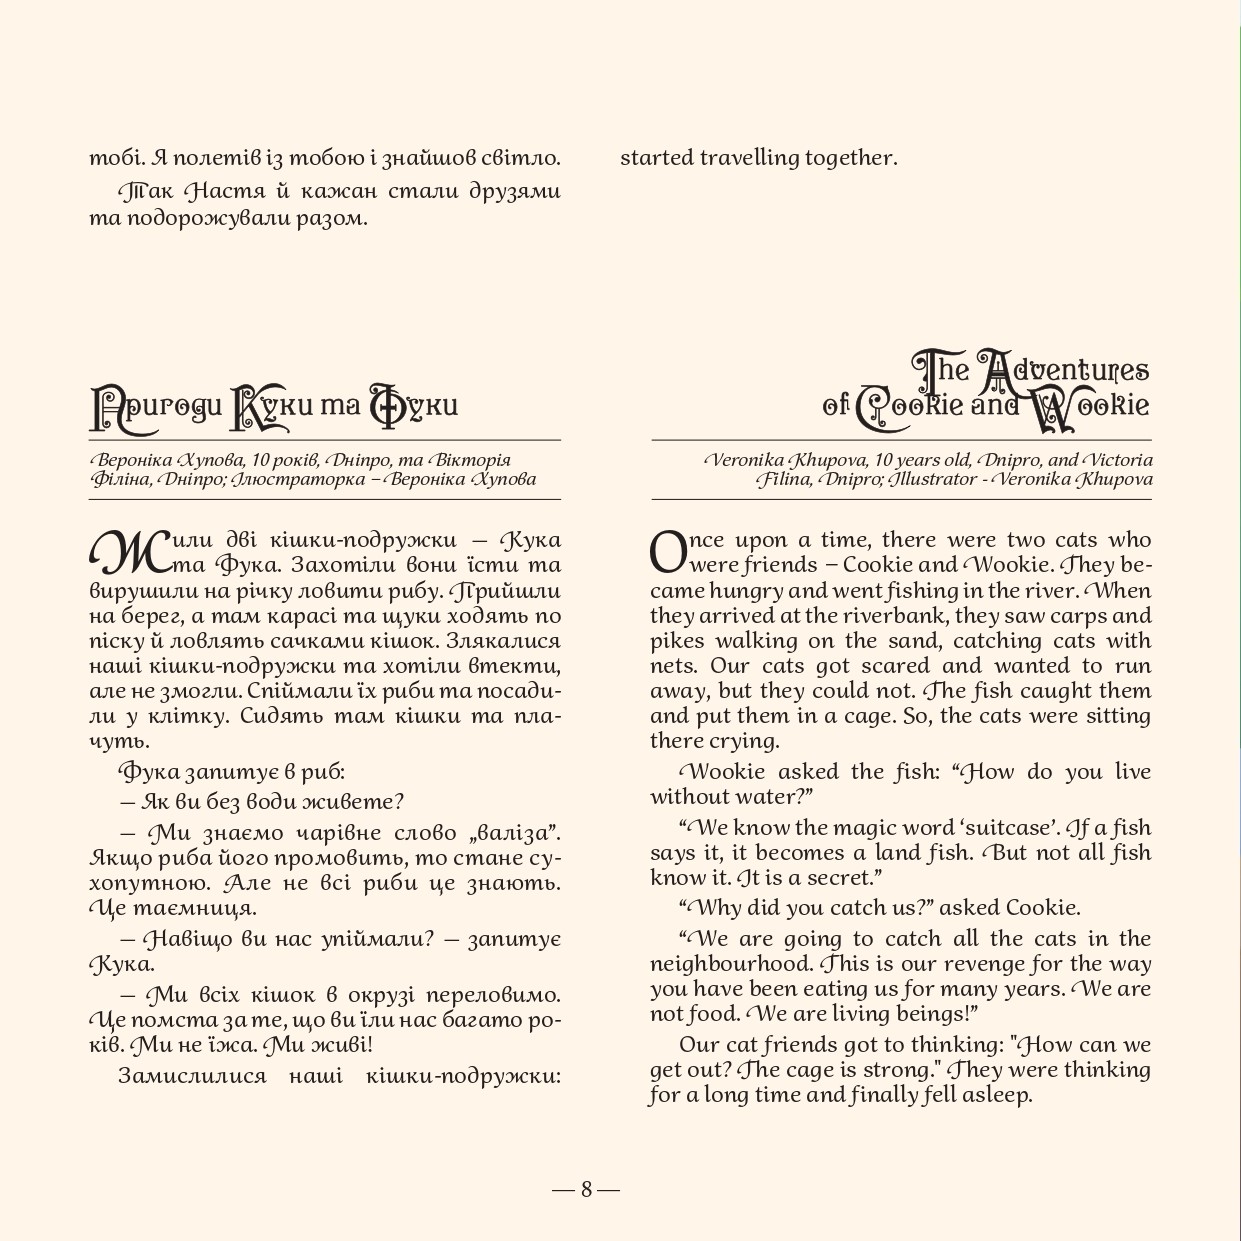 тобі. Я полетів із тобою і знайшов світло.
Так Настя й кажан стали друзями
та подорожували разом.
started travelling together.
Пригоди Куки та Фуки
Вероніка Хупова, 10 років, Дніпро, та Вікторія
Філіна, Дніпро; Ілюстраторка – Вероніка Хупова
Жили дві кішки-подружки – Кука
та Фука. Захотіли вони їсти та
вирушили на річку ловити рибу. Прийшли
на берег, а там карасі та щуки ходять по
піску й ловлять сачками кішок. Злякалися
наші кішки-подружки та хотіли втекти,
але не змогли. Спіймали їх риби та посади-
ли у клітку. Сидять там кішки та пла-
чуть.
Фука запитує в риб:
– Як ви без води живете?
– Ми знаємо чарівне слово „валіза”.
Якщо риба його промовить, то стане су-
хопутною. Але не всі риби це знають.
Це таємниця.
– Навіщо ви нас упіймали? – запитує
Кука.
– Ми всіх кішок в окрузі переловимо.
Це помста за те, що ви їли нас багато ро-
ків. Ми не їжа. Ми живі!
Замислилися наші кішки-подружки:
The Adventures
of Cookie and Wookie
Veronika Khupova, 10 years old, Dnipro, and Victoria
Filina, Dnipro; Illustrator - Veronika Khupova
Once upon a time, there were two cats who
were friends – Cookie and Wookie. They be-
came hungry and went fishing in the river. When
they arrived at the riverbank, they saw carps and
pikes walking on the sand, catching cats with
nets. Our cats got scared and wanted to run
away, but they could not. The fish caught them
and put them in a cage. So, the cats were sitting
there crying.
Wookie asked the fish: “How do you live
without water?”
“We know the magic word ‘suitcase’. If a fish
says it, it becomes a land fish. But not all fish
know it. It is a secret.”
“Why did you catch us?” asked Cookie.
“We are going to catch all the cats in the
neighbourhood. This is our revenge for the way
you have been eating us for many years. We are
not food. We are living beings!”
Our cat friends got to thinking: "How can we
get out? The cage is strong." They were thinking
for a long time and finally fell asleep.
— 8 —